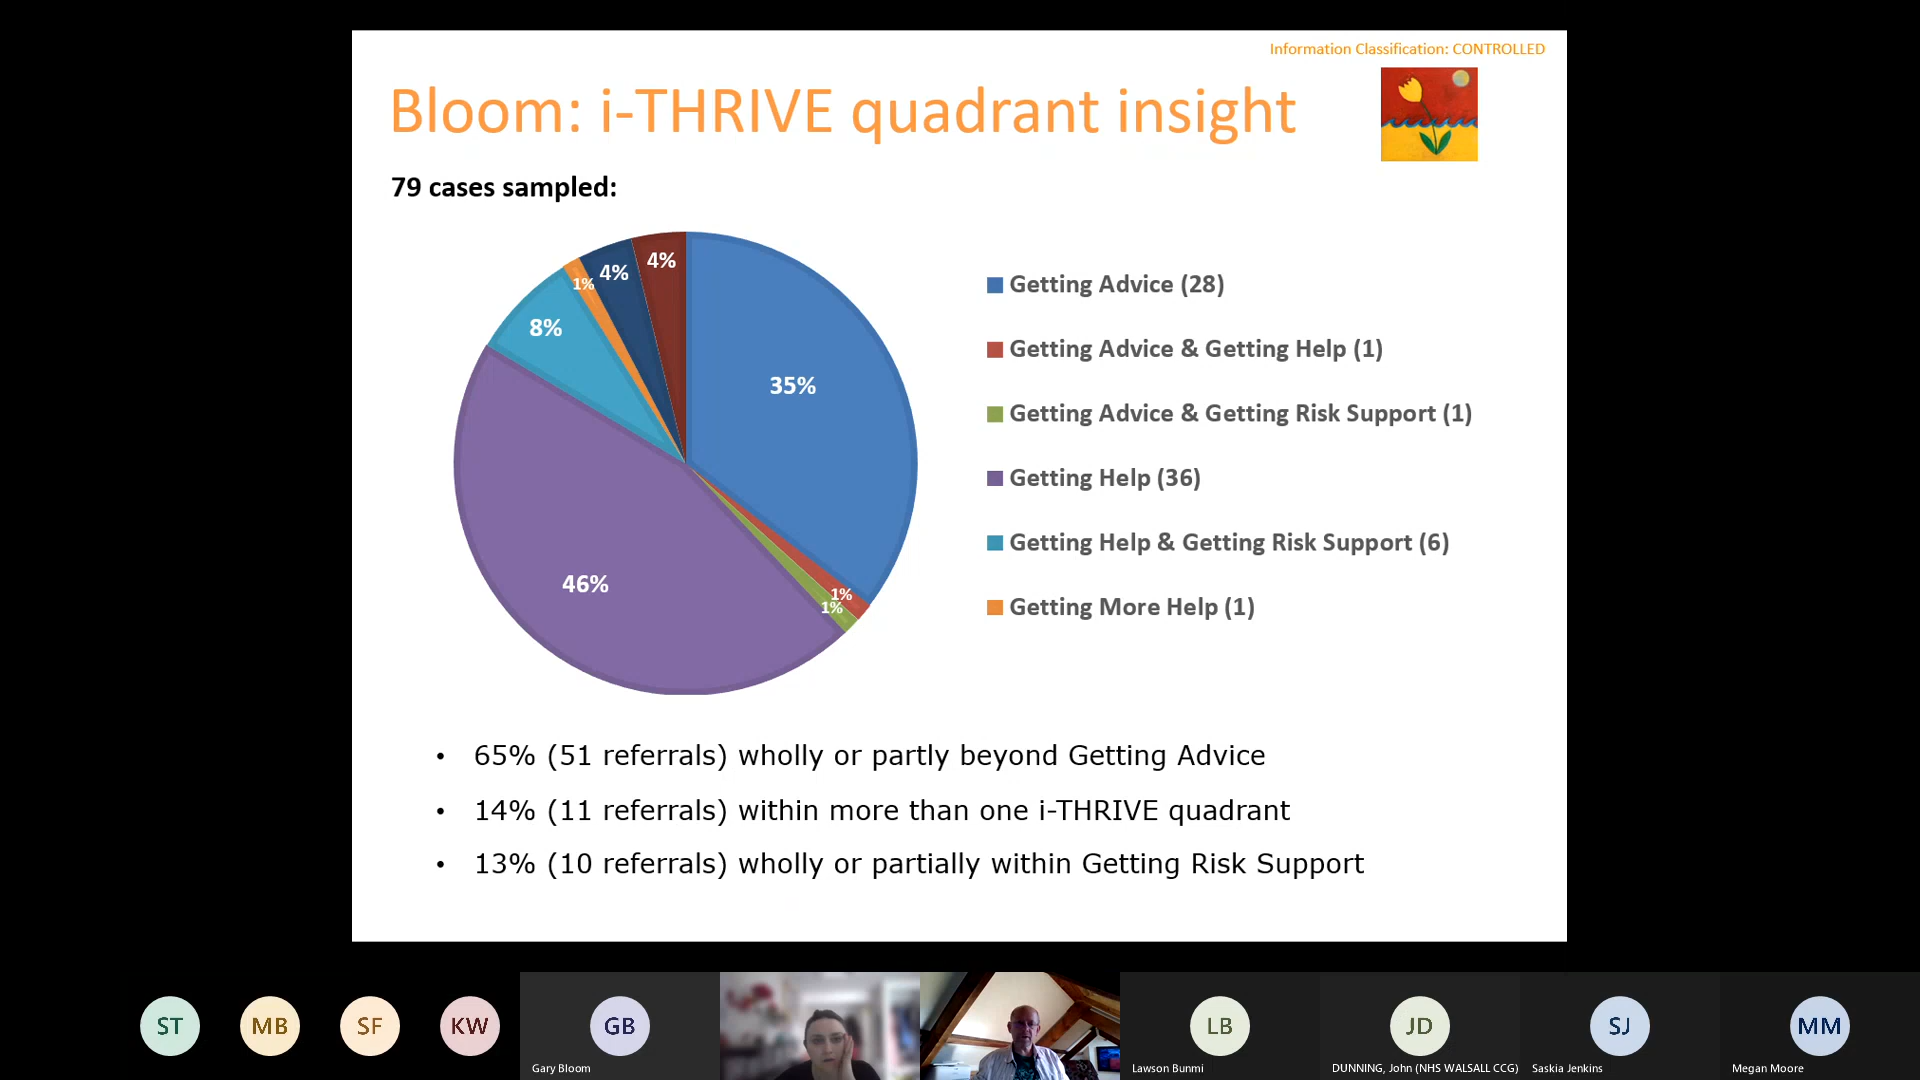 Information Classification: CONTROLLED
Bloom: i-THRIVE quadrant insight
79 cases sampled:
4%
4%
1%
8%
35%
46%
1%
1%
Getting Advice (28)
Getting Advice & Getting Help (1)
Getting Advice & Getting Risk Support (1)
Getting Help (36)
Getting Help & Getting Risk Support (6)
Getting More Help (1)
• 65% (51 referrals) wholly or partly beyond Getting Advice
• 14% (11 referrals) within more than one i-THRIVE quadrant
• 13% (10 referrals) wholly or partially within Getting Risk Support
ST
MB
SF
KW
GB
LB
JD
SJ
MM
Gary Bloom
Lawson Bunmi
DUNNING, John (NHS WALSALL CCG)
Saskia Jenkins
Megan Moore